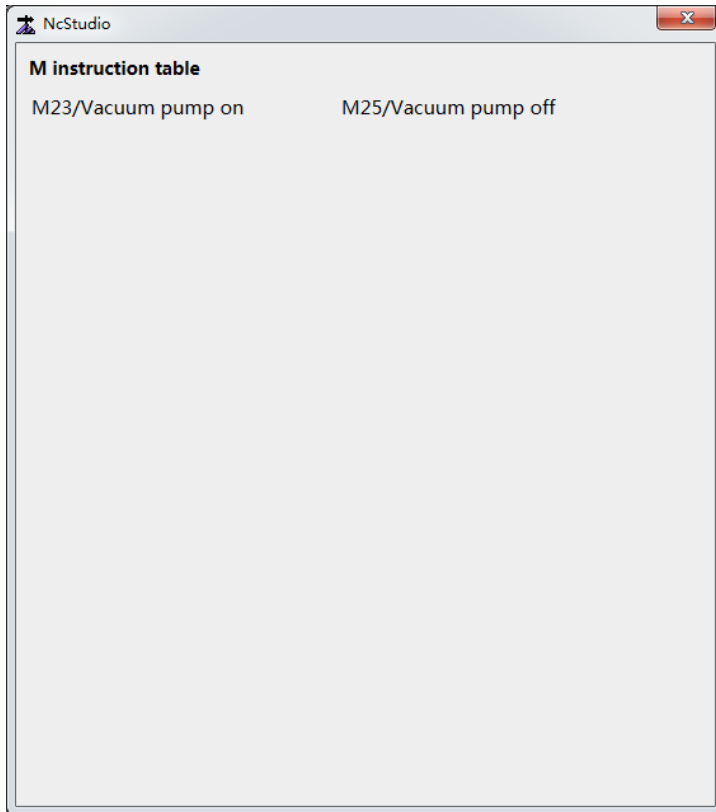 NcStudio
M instruction table
M23/Vacuum pump on M25/Vacuum pump off